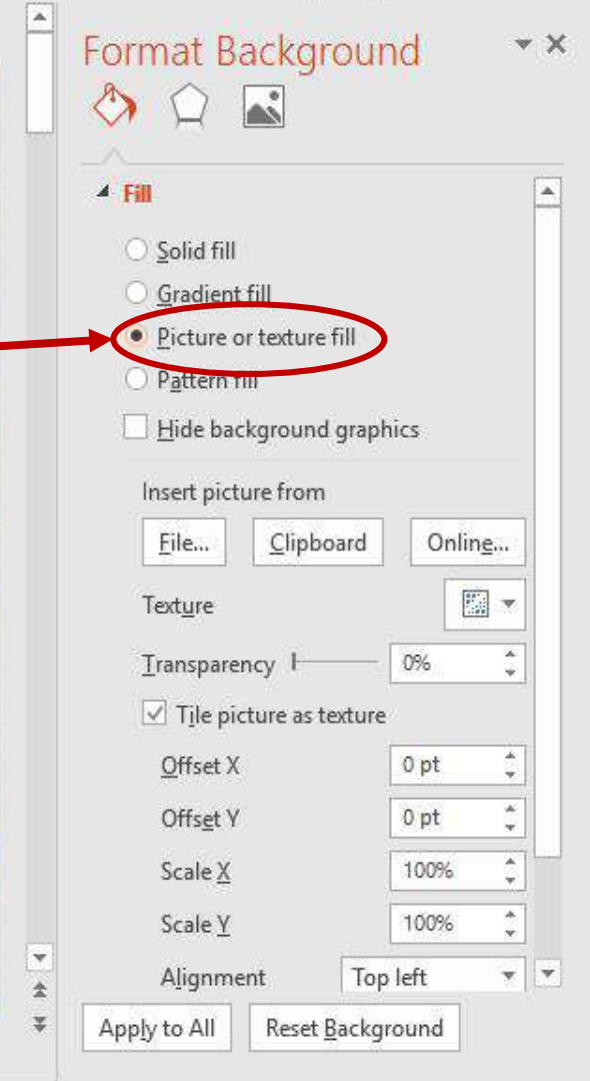 Format Background
Fill
Solid fill
Gradient fill
Picture or texture fill
Pattern fill
Hide background graphics
Insert picture from
File... Clipboard Online...
Texture
Transparency 0%
Tile picture as texture
Offset X 0 pt
Offset Y 0 pt
Scale X 100%
Scale Y 100%
Alignment Top left
Apply to All Reset Background